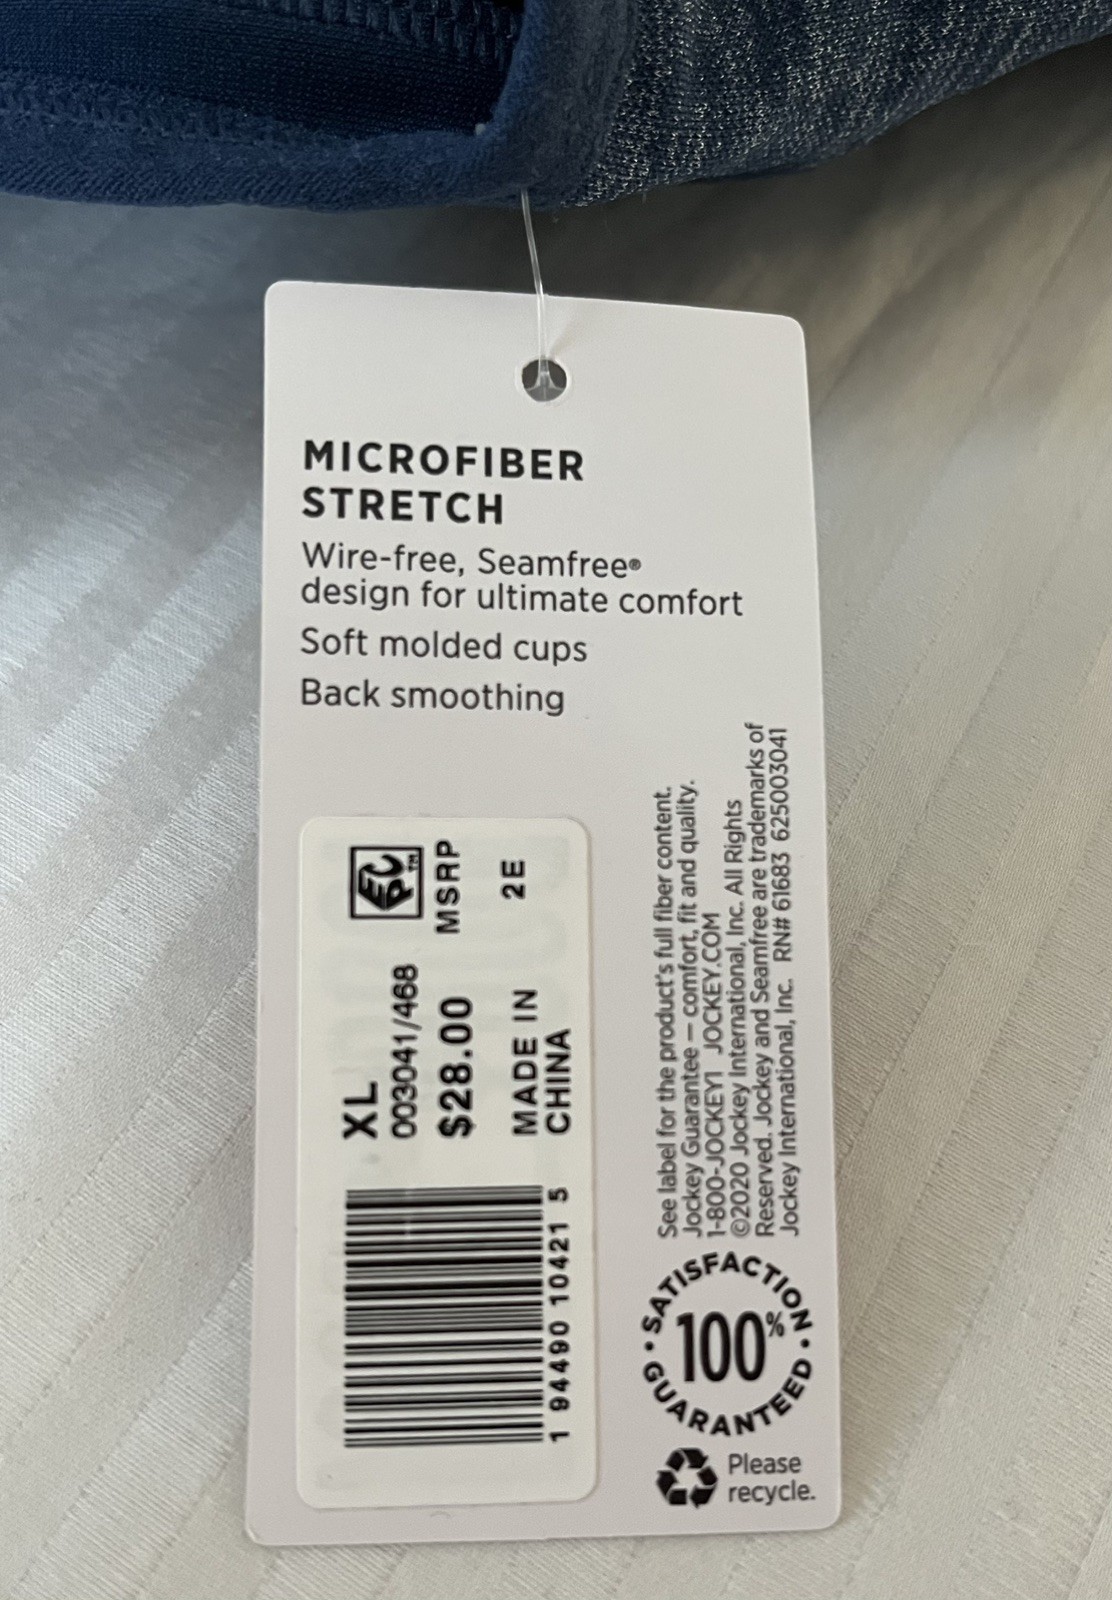 MICROFIBER
STRETCH
Wire-free, Seamfree®
design for ultimate comfort
Soft molded cups
Back smoothing
EPC™
XL
003041/468
$28.00 MSRP
MADE IN 2E
CHINA
1 94490 10421 5
See label for the product's full fiber content.
Jockey Guarantee – comfort, fit and quality.
1-800-JOCKEY1 JOCKEY.COM
©2020 Jockey International, Inc. All Rights
Reserved. Jockey and Seamfree are trademarks of
Jockey International, Inc. RN# 61683 625003041
SATISFACTION
100%
GUARANTEED
Please
recycle.